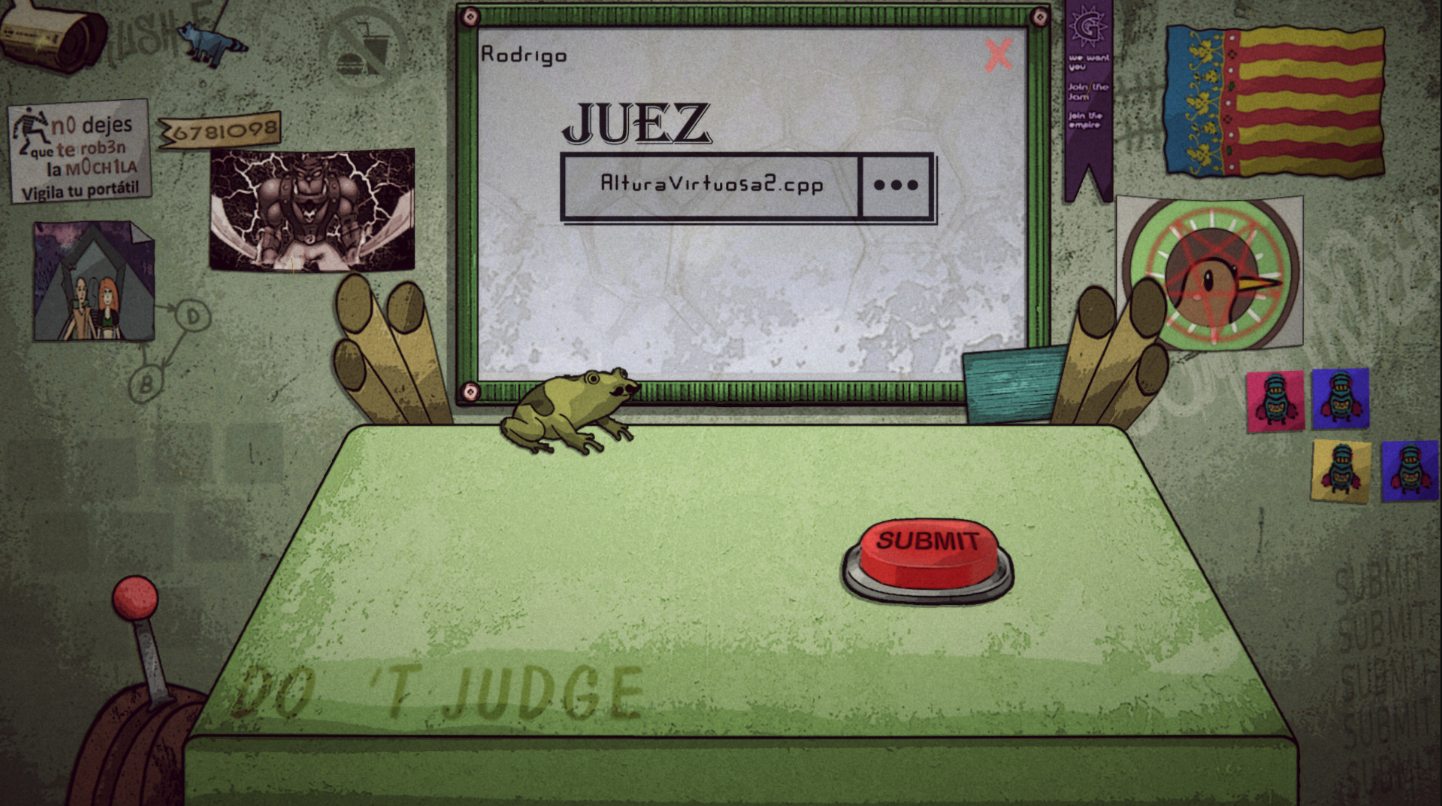 Rodrigo
JUEZ
AlturaVirtuosa2.cpp
n0 dejes
que te rob3n
la M0CH1LA
Vigila tu portátil
6781098
G
we want
you
Join the
Jam
join the
empire
D
B
SUBMIT
DO 'T JUDGE
SUBMIT
SUBMIT
SUBMIT
SUBMIT
SUBMIT